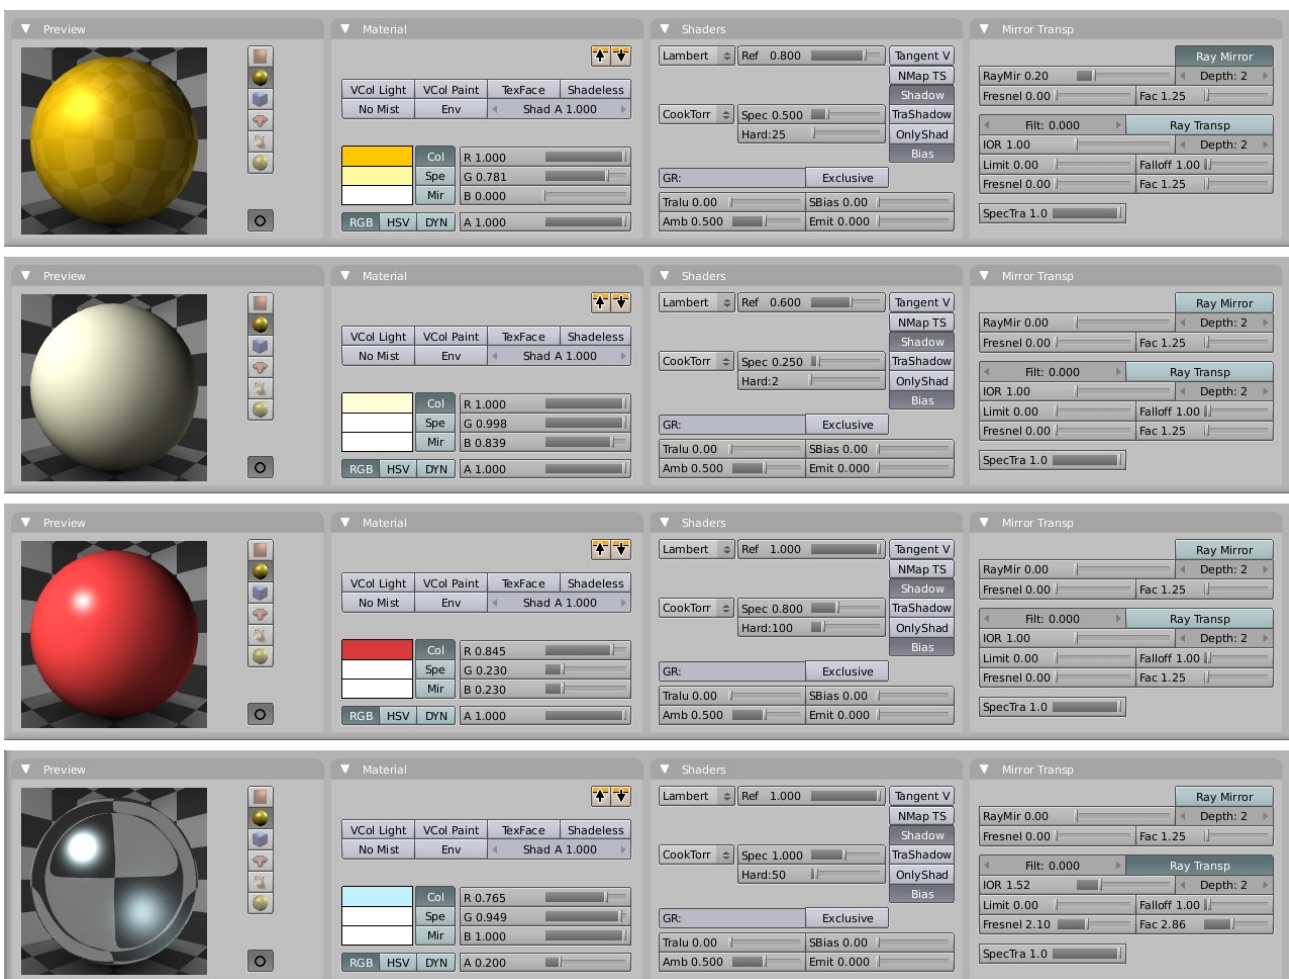 Preview Material Shaders Mirror Transp
Lambert Ref 0.800 Tangent V Ray Mirror
NMap TS RayMir 0.20 Depth: 2
VCol Light VCol Paint TexFace Shadeless Shadow Fresnel 0.00 Fac 1.25
No Mist Env Shad A 1.000 CookTorr Spec 0.500 TraShadow Filt: 0.000 Ray Transp
Hard:25 OnlyShad IOR 1.00 Depth: 2
Col R 1.000 Bias Limit 0.00 Falloff 1.00
Spe G 0.781 GR: Exclusive Fresnel 0.00 Fac 1.25
Mir B 0.000 Tralu 0.00 SBias 0.00 SpecTra 1.0
RGB HSV DYN A 1.000 Amb 0.500 Emit 0.000
Preview Material Shaders Mirror Transp
Lambert Ref 0.600 Tangent V Ray Mirror
NMap TS RayMir 0.00 Depth: 2
VCol Light VCol Paint TexFace Shadeless Shadow Fresnel 0.00 Fac 1.25
No Mist Env Shad A 1.000 CookTorr Spec 0.250 TraShadow Filt: 0.000 Ray Transp
Hard:2 OnlyShad IOR 1.00 Depth: 2
Col R 1.000 Bias Limit 0.00 Falloff 1.00
Spe G 0.998 GR: Exclusive Fresnel 0.00 Fac 1.25
Mir B 0.839 Tralu 0.00 SBias 0.00 SpecTra 1.0
RGB HSV DYN A 1.000 Amb 0.500 Emit 0.000
Preview Material Shaders Mirror Transp
Lambert Ref 1.000 Tangent V Ray Mirror
NMap TS RayMir 0.00 Depth: 2
VCol Light VCol Paint TexFace Shadeless Shadow Fresnel 0.00 Fac 1.25
No Mist Env Shad A 1.000 CookTorr Spec 0.800 TraShadow Filt: 0.000 Ray Transp
Hard:100 OnlyShad IOR 1.00 Depth: 2
Col R 0.845 Bias Limit 0.00 Falloff 1.00
Spe G 0.230 GR: Exclusive Fresnel 0.00 Fac 1.25
Mir B 0.230 Tralu 0.00 SBias 0.00 SpecTra 1.0
RGB HSV DYN A 1.000 Amb 0.500 Emit 0.000
Preview Material Shaders Mirror Transp
Lambert Ref 1.000 Tangent V Ray Mirror
NMap TS RayMir 0.00 Depth: 2
VCol Light VCol Paint TexFace Shadeless Shadow Fresnel 0.00 Fac 1.25
No Mist Env Shad A 1.000 CookTorr Spec 1.000 TraShadow Filt: 0.000 Ray Transp
Hard:50 OnlyShad IOR 1.52 Depth: 2
Col R 0.765 Bias Limit 0.00 Falloff 1.00
Spe G 0.949 GR: Exclusive Fresnel 2.10 Fac 2.86
Mir B 1.000 Tralu 0.00 SBias 0.00 SpecTra 1.0
RGB HSV DYN A 0.200 Amb 0.500 Emit 0.000